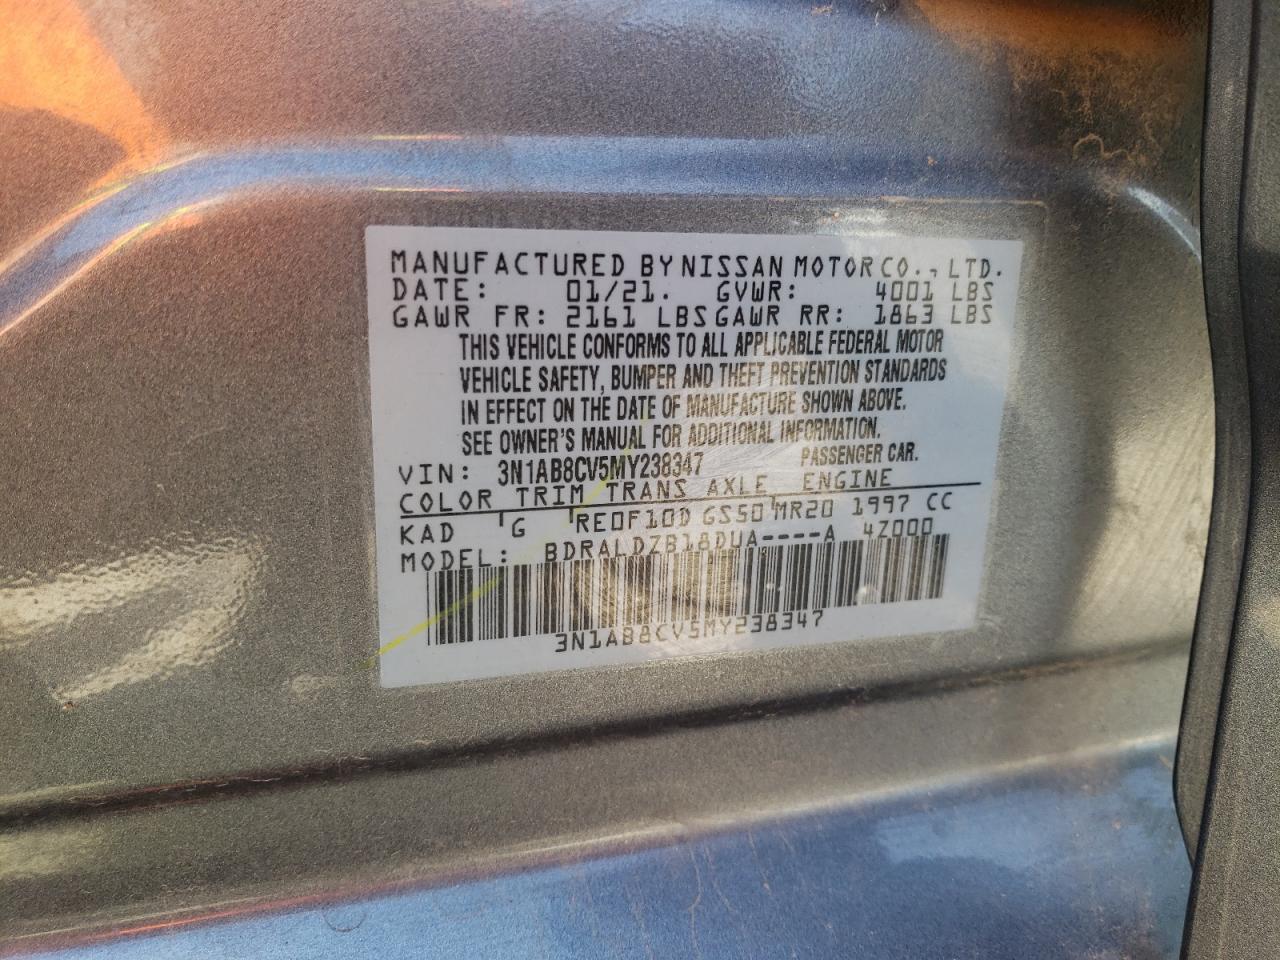 MANUFACTURED BY NISSAN MOTOR CO., LTD.
DATE: 01/21. GVWR: 4001 LBS
GAWR FR: 2161 LBS GAWR RR: 1863 LBS
THIS VEHICLE CONFORMS TO ALL APPLICABLE FEDERAL MOTOR
VEHICLE SAFETY, BUMPER AND THEFT PREVENTION STANDARDS
IN EFFECT ON THE DATE OF MANUFACTURE SHOWN ABOVE.
SEE OWNER'S MANUAL FOR ADDITIONAL INFORMATION.
VIN: 3N1AB8CV5MY238347 PASSENGER CAR.
COLOR TRIM TRANS AXLE ENGINE
KAD G RE0F10D GS50 MR20 1997 CC
MODEL: BDRALDZB18DUA----A 4Z000
3N1AB8CV5MY238347